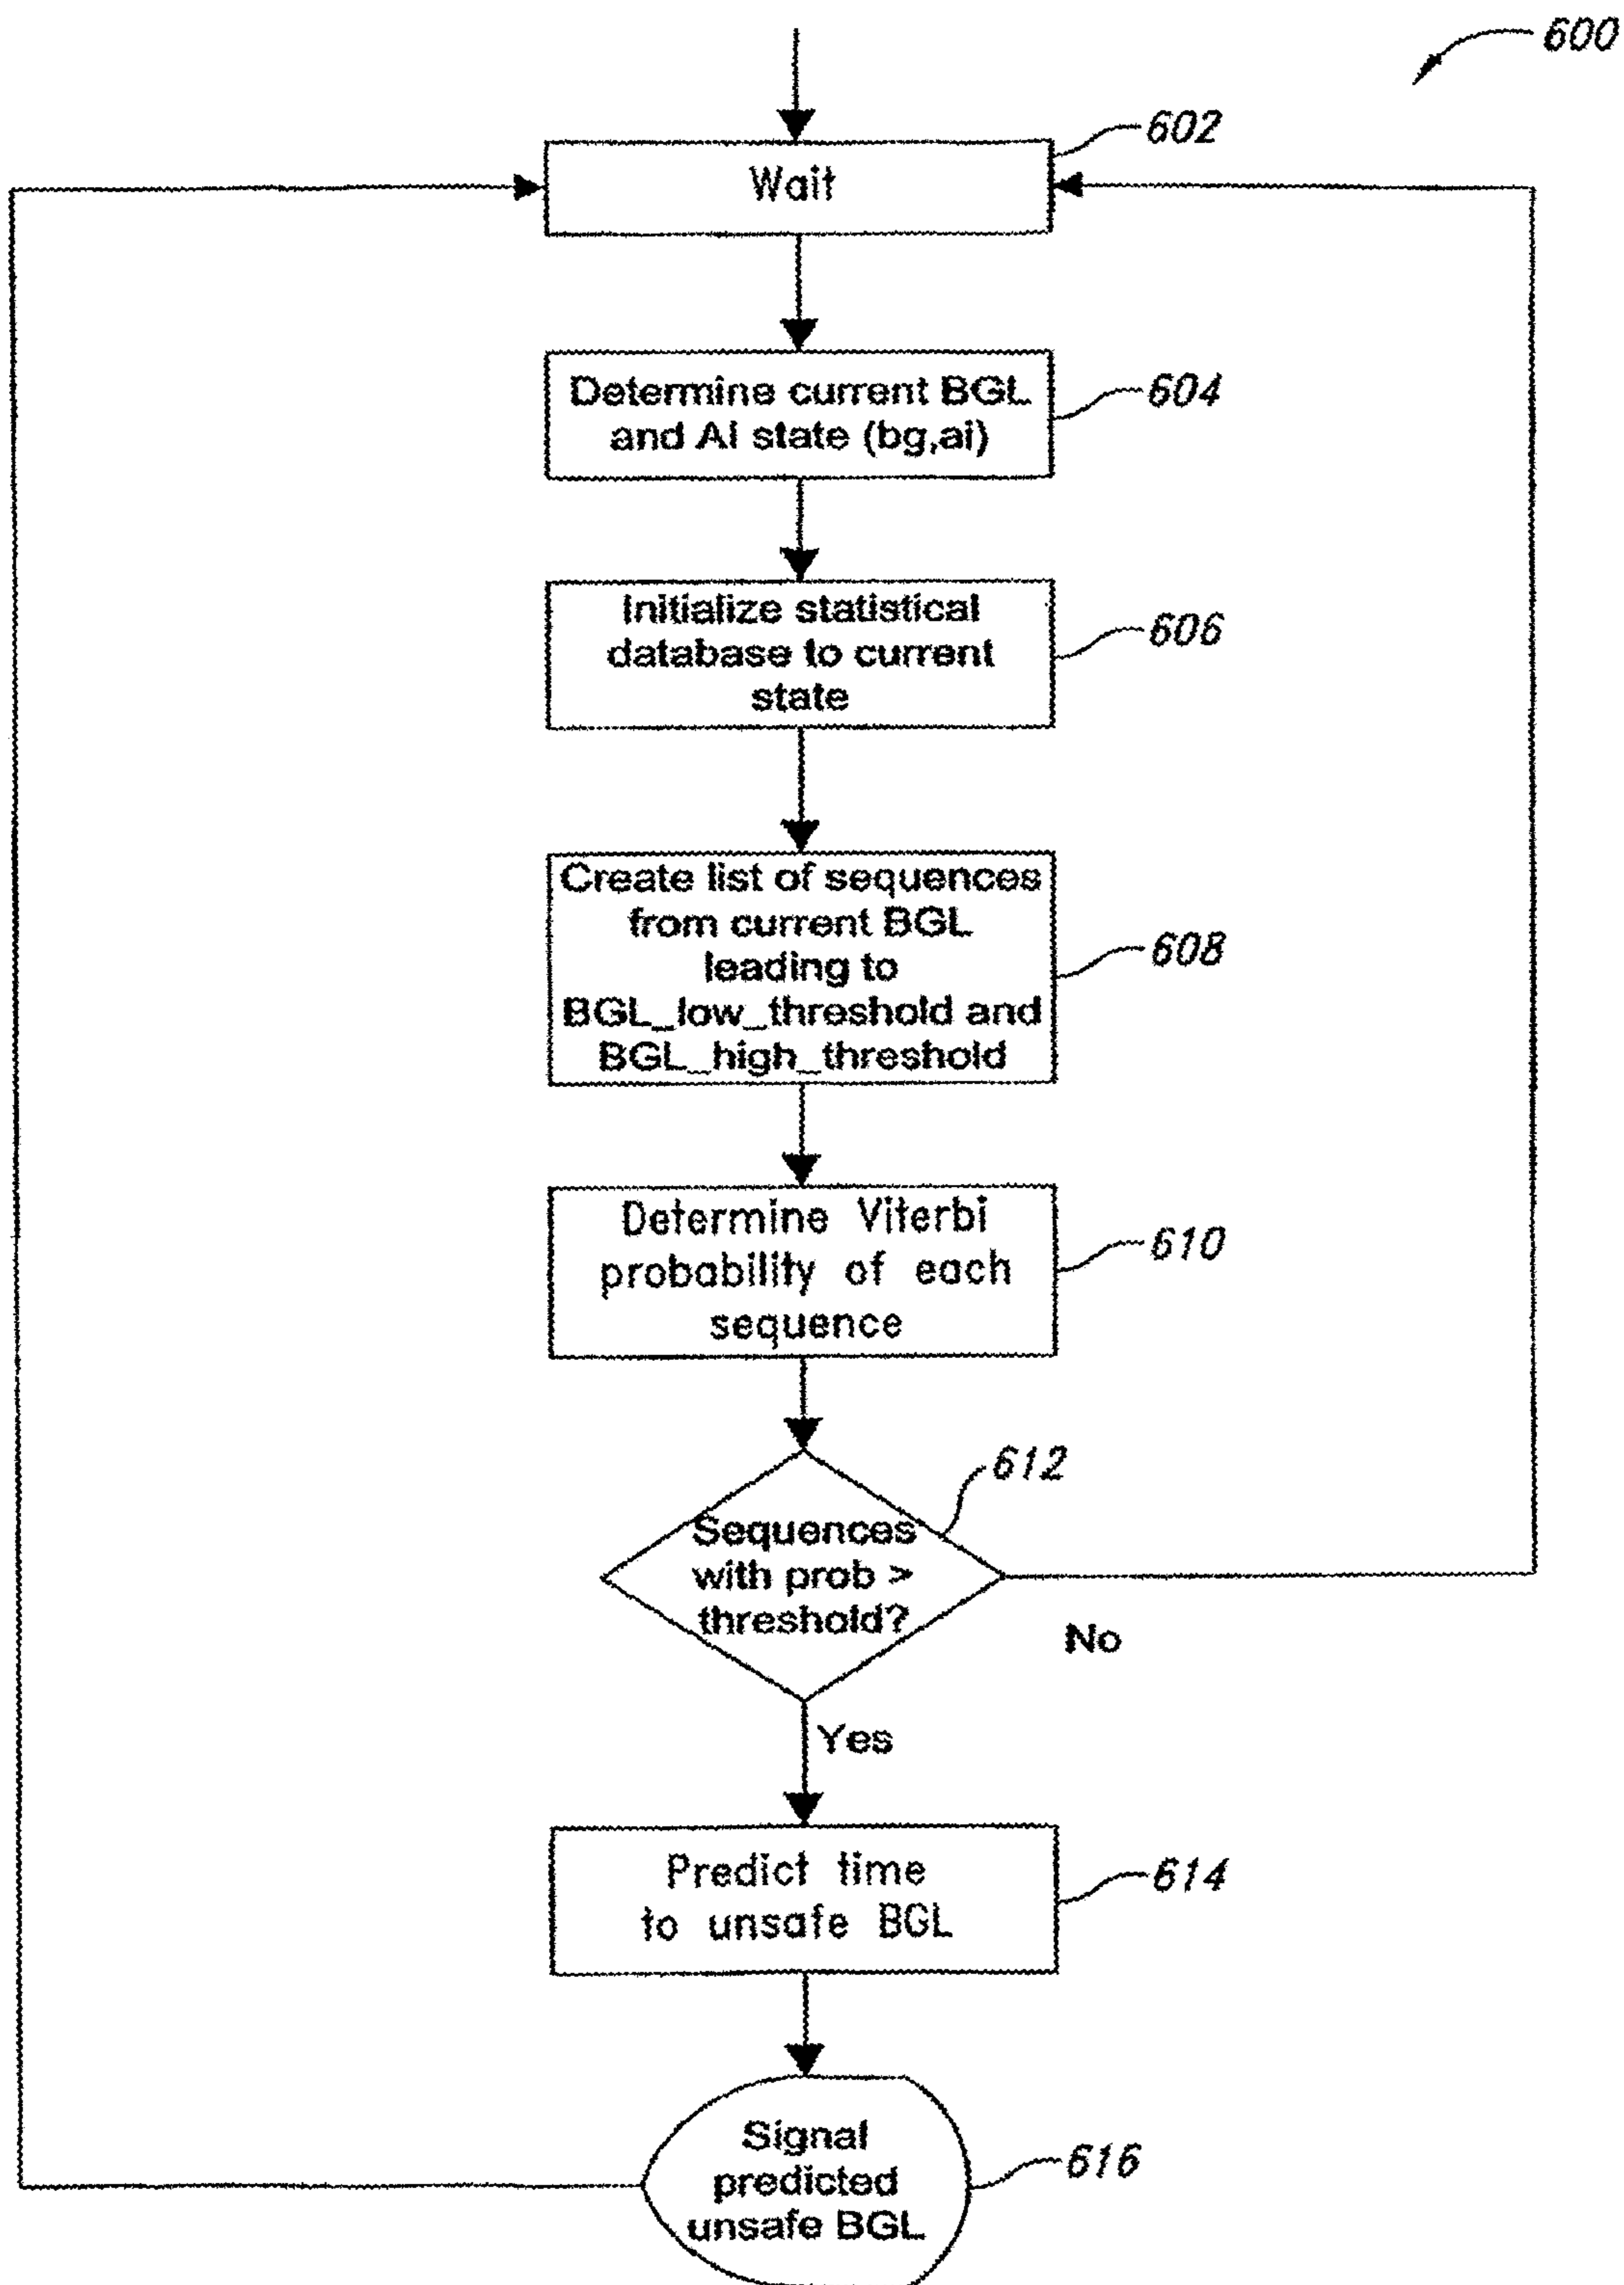 600
602
Wait
Determine current BGL
and AI state (bg,ai)
604
Initialize statistical
database to current
state
606
Create list of sequences
from current BGL
leading to
BGL_low_threshold and
BGL_high_threshold
608
Determine Viterbi
probability of each
sequence
610
612
Sequences
with prob >
threshold?
No
Yes
Predict time
to unsafe BGL
614
Signal
predicted
unsafe BGL
616